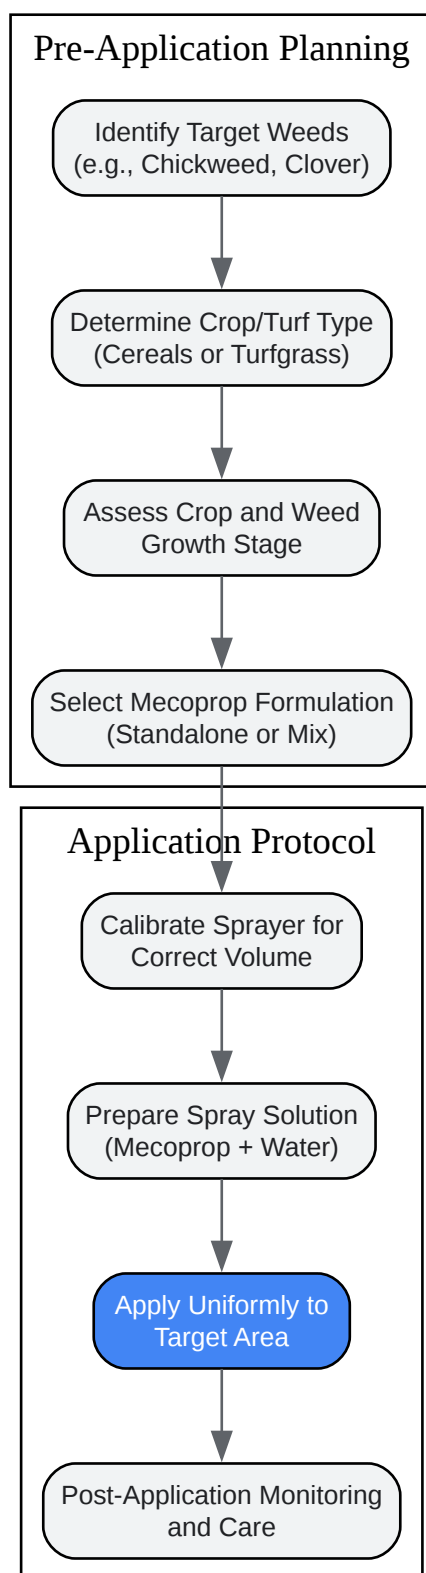 Pre-Application Planning
Identify Target Weeds
(e.g., Chickweed, Clover)
Determine Crop/Turf Type
(Cereals or Turfgrass)
Assess Crop and Weed
Growth Stage
Select Mecoprop Formulation
(Standalone or Mix)
Application Protocol
Calibrate Sprayer for
Correct Volume
Prepare Spray Solution
(Mecoprop + Water)
Apply Uniformly to
Target Area
Post-Application Monitoring
and Care